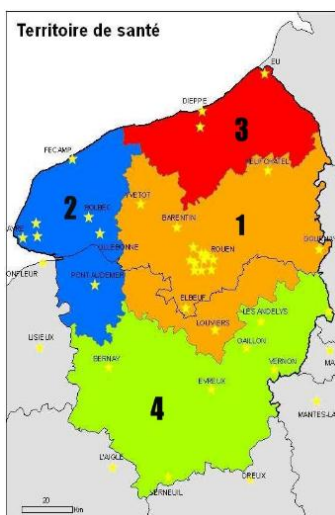 Territoire de santé
EU
DIEPPE
3
FECAMP
NEUFCHATEL
2
YVETOT
BOLBEC
BARENTIN
1
LILLEBONNE
ROUEN
GOURNAY
PONT-AUDEMER
ELBEUF
LOUVIERS
LES ANDELYS
LISIEUX
GAILLON
BERNAY
VERNON
EVREUX
4
MANTES-LA
L'AIGLE
DREUX
VERNEUIL
20
Km